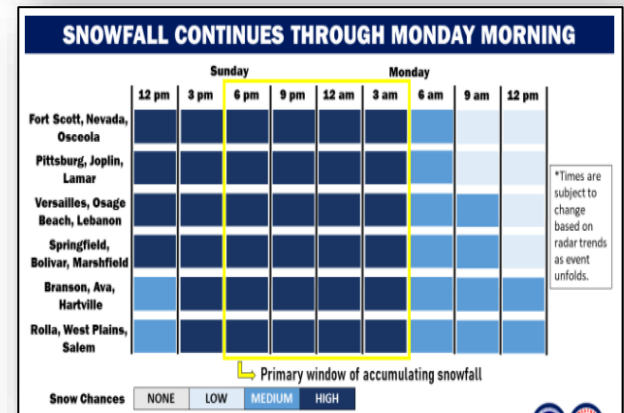 SNOWFALL CONTINUES THROUGH MONDAY MORNING
Sunday Monday
12 pm 3 pm 6 pm 9 pm 12 am 3 am 6 am 9 am 12 pm
Fort Scott, Nevada,
Osceola
Pittsburg, Joplin,
Lamar
Versailles, Osage
Beach, Lebanon
Springfield,
Bolivar, Marshfield
Branson, Ava,
Hartville
Rolla, West Plains,
Salem
*Times are
subject to
change
based on
radar trends
as event
unfolds.
Primary window of accumulating snowfall
Snow Chances NONE LOW MEDIUM HIGH